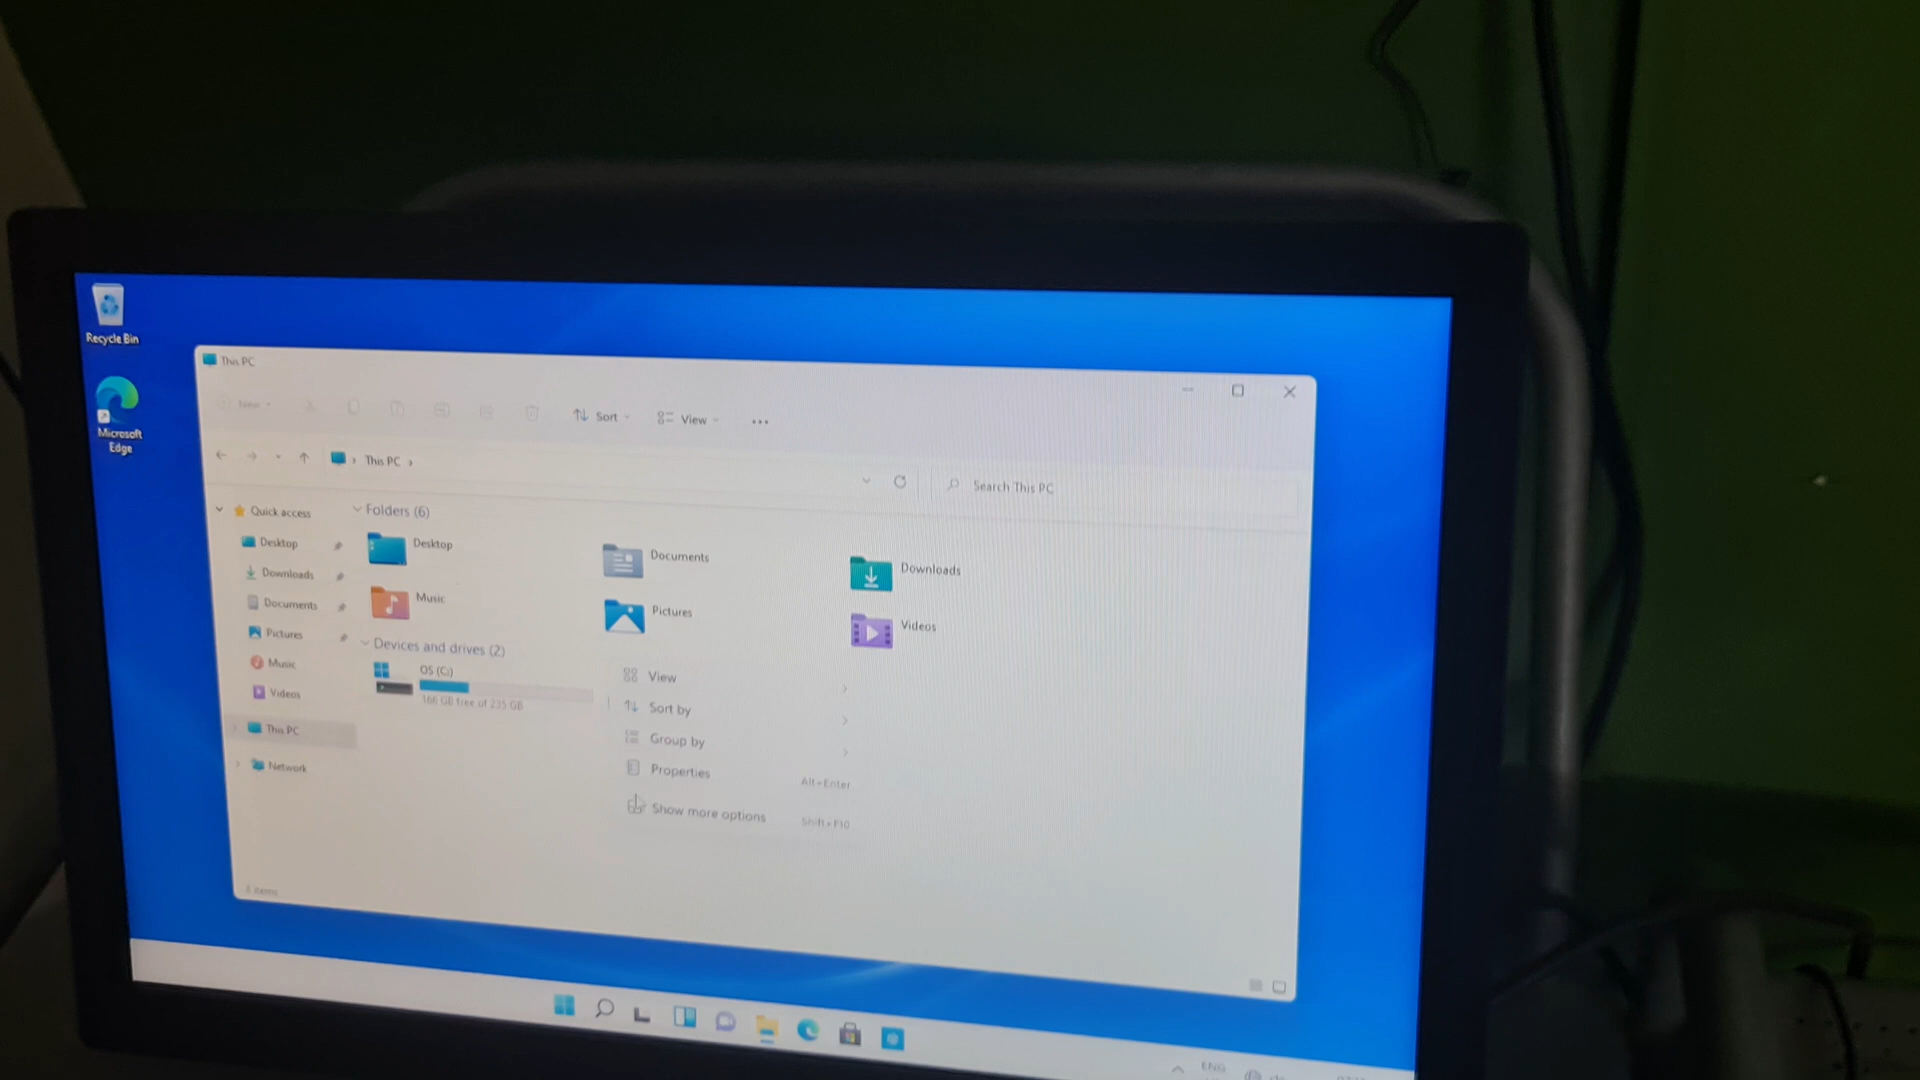 Recycle Bin
Microsoft
Edge
This PC
New
Sort
View
This PC
Search This PC
Quick access
Desktop
Downloads
Documents
Pictures
Music
Videos
This PC
Network
Folders (6)
Desktop
Documents
Downloads
Music
Pictures
Videos
Devices and drives (2)
OS (C:)
166 GB free of 235 GB
View
Sort by
Group by
Properties Alt+Enter
Show more options Shift+F10
items
ENG